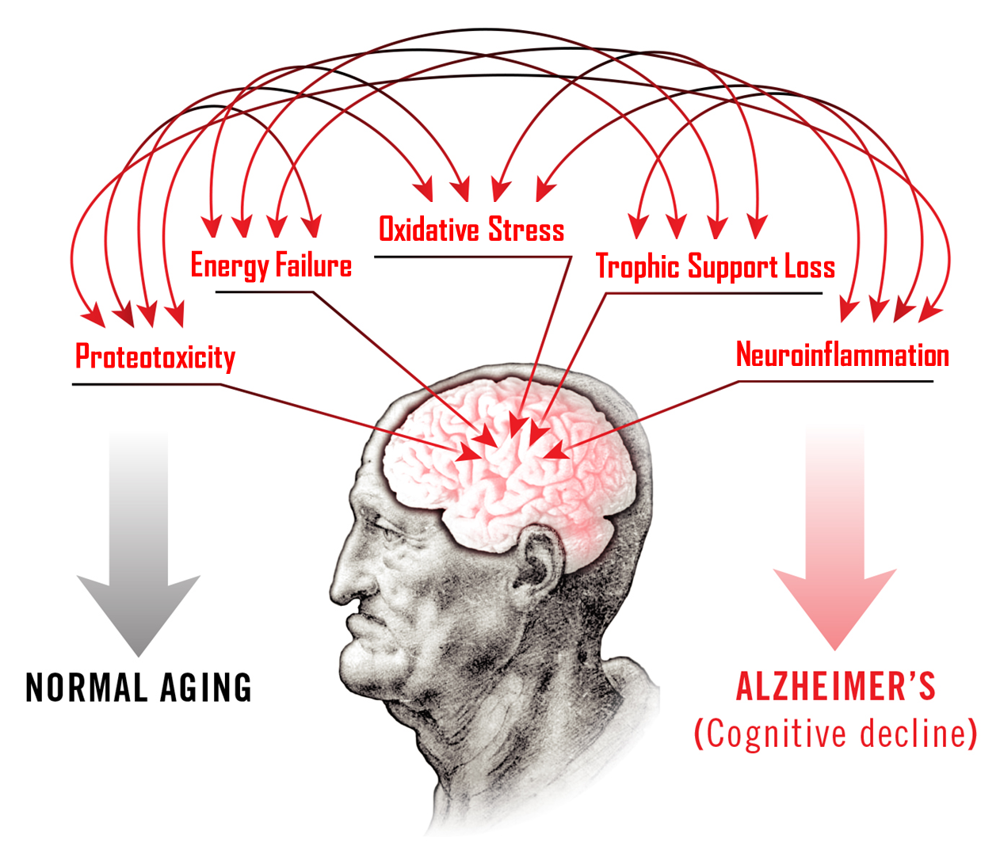 Oxidative Stress
Energy Failure
Trophic Support Loss
Proteotoxicity
Neuroinflammation
NORMAL AGING
ALZHEIMER'S
(Cognitive decline)